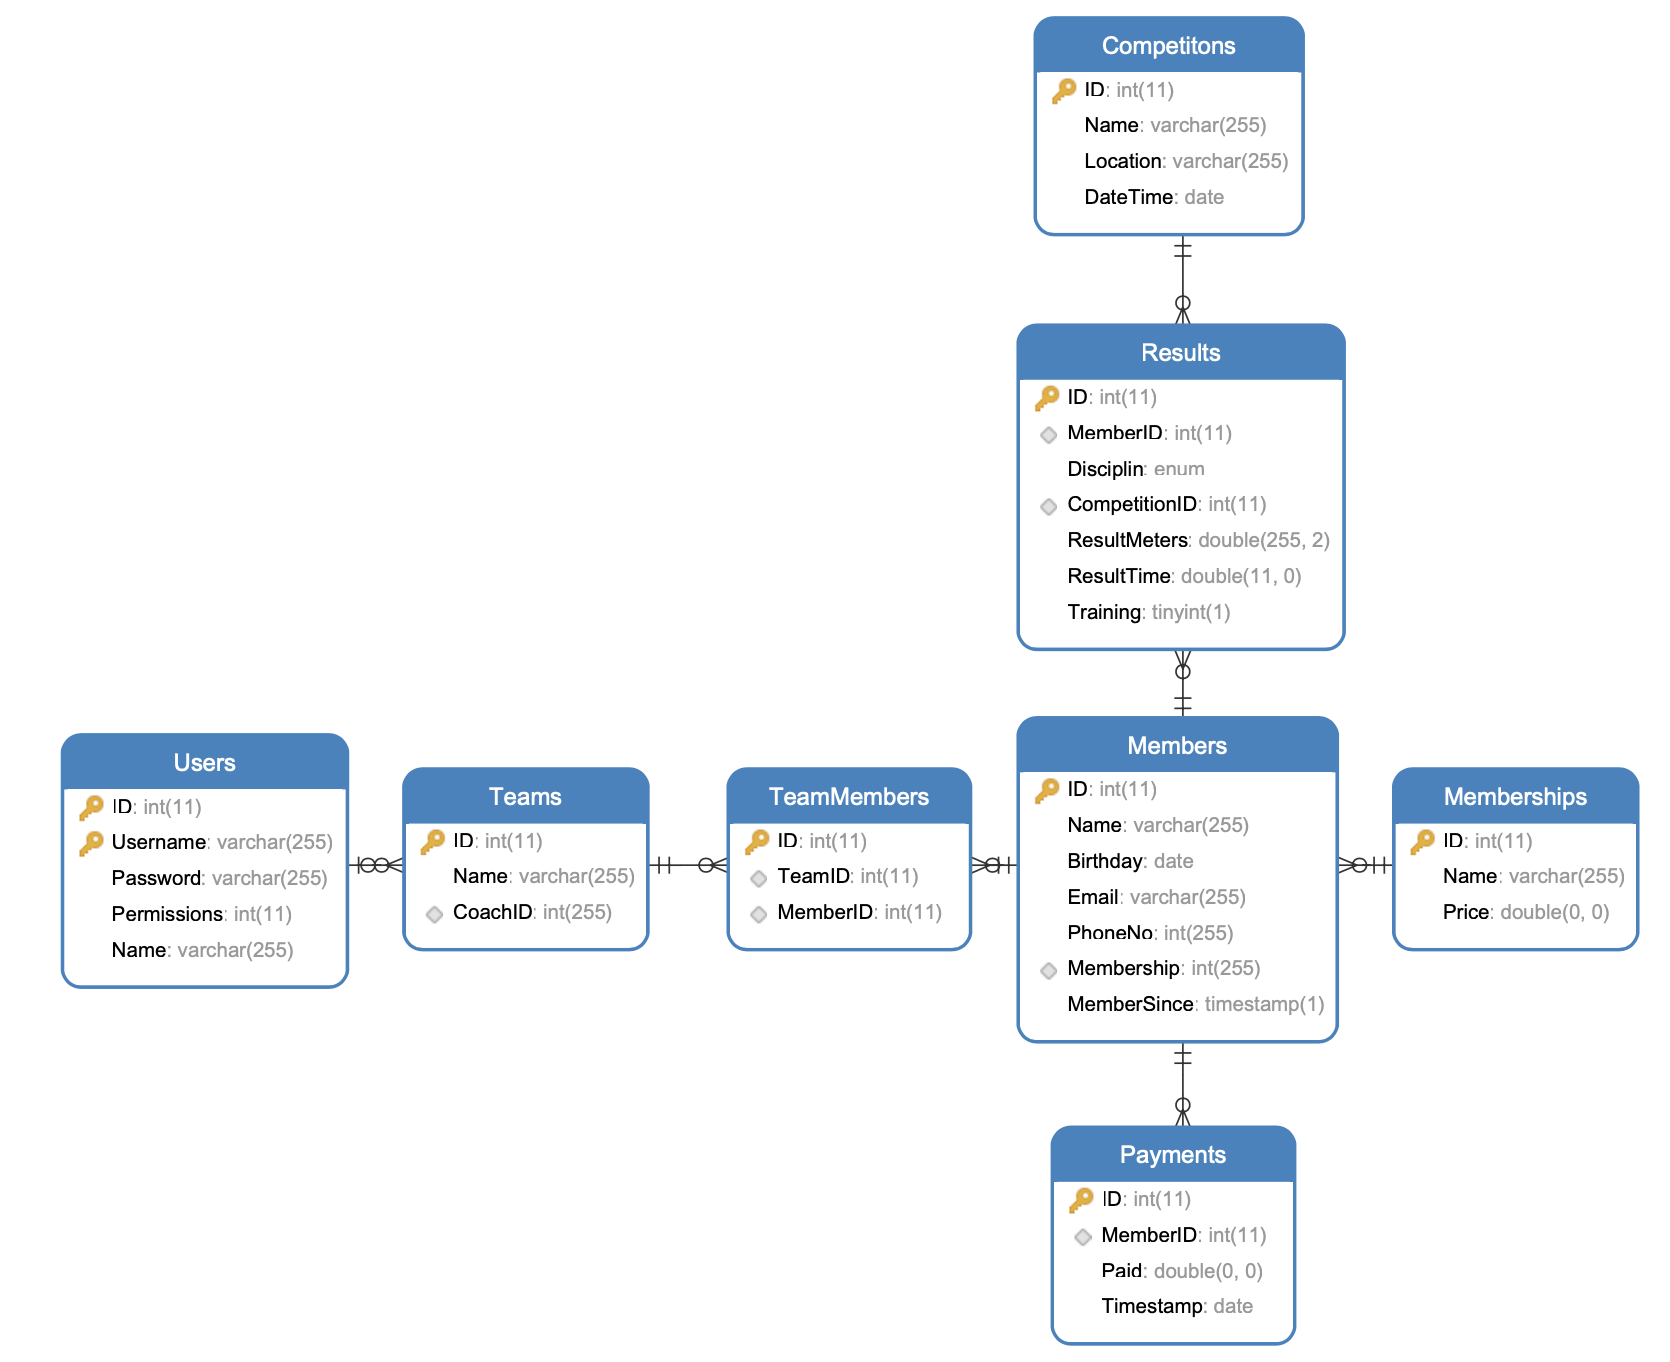 Competitons
ID: int(11)
Name: varchar(255)
Location: varchar(255)
DateTime: date
Results
ID: int(11)
MemberID: int(11)
Disciplin: enum
CompetitionID: int(11)
ResultMeters: double(255, 2)
ResultTime: double(11, 0)
Training: tinyint(1)
Users
ID: int(11)
Username: varchar(255)
Password: varchar(255)
Permissions: int(11)
Name: varchar(255)
Teams
ID: int(11)
Name: varchar(255)
CoachID: int(255)
TeamMembers
ID: int(11)
TeamID: int(11)
MemberID: int(11)
Members
ID: int(11)
Name: varchar(255)
Birthday: date
Email: varchar(255)
PhoneNo: int(255)
Membership: int(255)
MemberSince: timestamp(1)
Memberships
ID: int(11)
Name: varchar(255)
Price: double(0, 0)
Payments
ID: int(11)
MemberID: int(11)
Paid: double(0, 0)
Timestamp: date